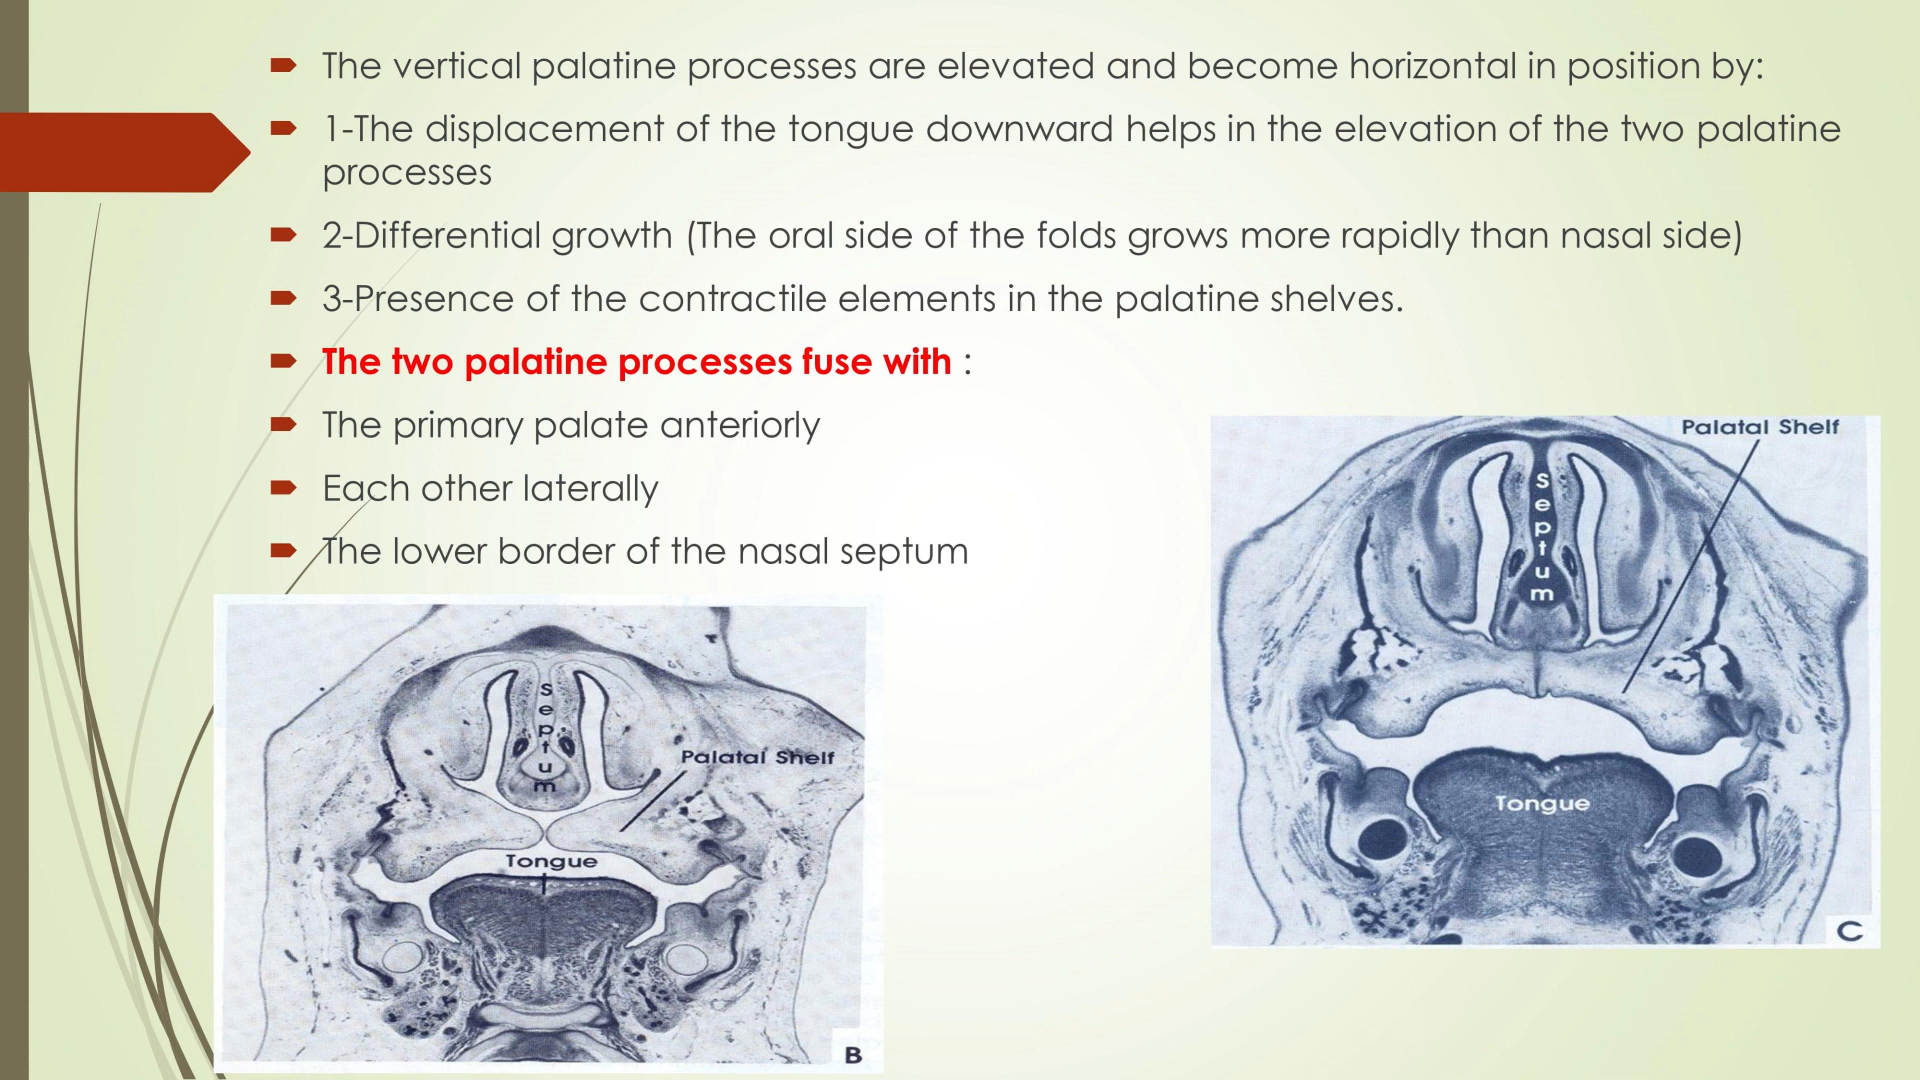 The vertical palatine processes are elevated and become horizontal in position by:
1-The displacement of the tongue downward helps in the elevation of the two palatine
processes
2-Differential growth (The oral side of the folds grows more rapidly than nasal side)
3-Presence of the contractile elements in the palatine shelves.
The two palatine processes fuse with :
The primary palate anteriorly
Each other laterally
The lower border of the nasal septum
Septum
Palatal Shelf
Tongue
B
Palatal Shelf
Septum
Tongue
C